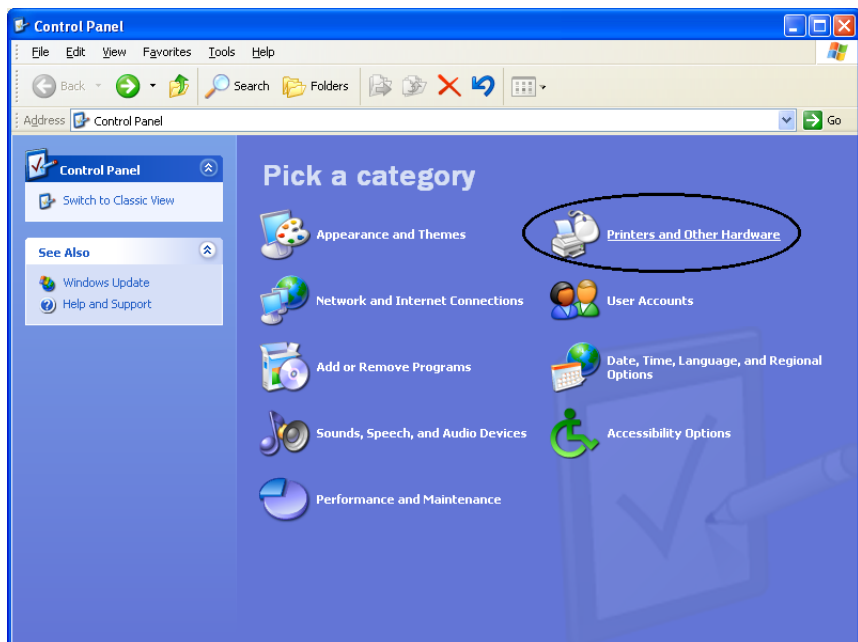 Control Panel
File Edit View Favorites Tools Help
Back Search Folders
Address Control Panel Go
Control Panel
Switch to Classic View
See Also
Windows Update
Help and Support
Pick a category
Appearance and Themes
Printers and Other Hardware
Network and Internet Connections
User Accounts
Add or Remove Programs
Date, Time, Language, and Regional
Options
Sounds, Speech, and Audio Devices
Accessibility Options
Performance and Maintenance